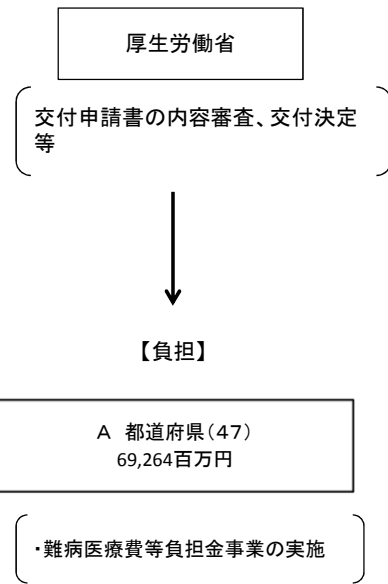 厚生労働省
交付申請書の内容審査、交付決定
等
【負担】
A 都道府県(47)
69,264百万円
・難病医療費等負担金事業の実施